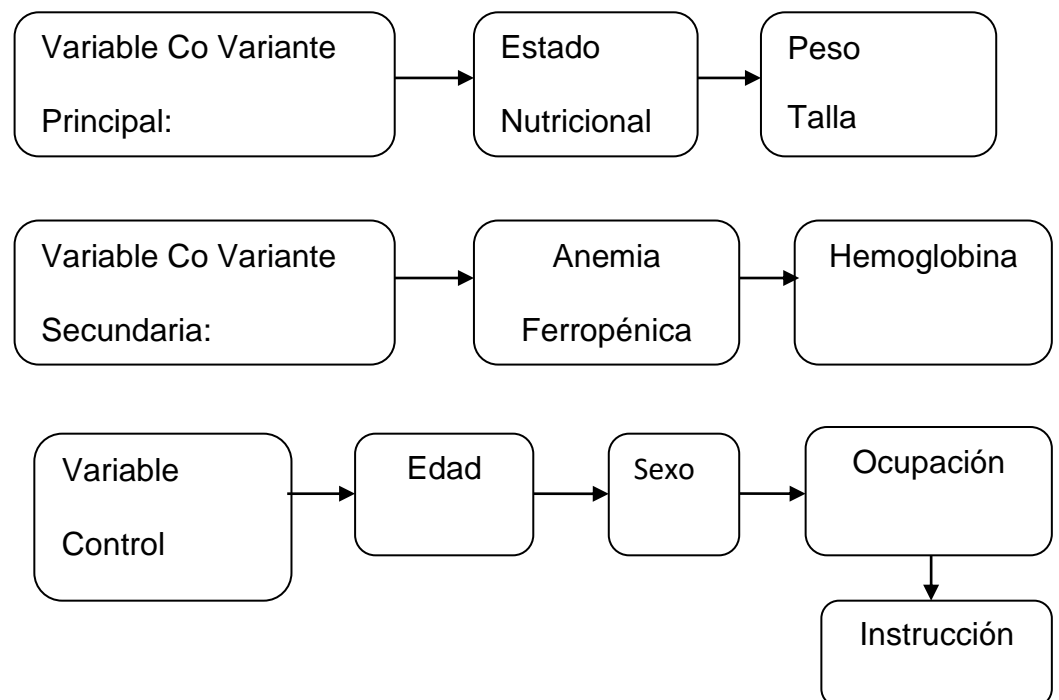 Variable Co Variante
Principal:
Estado
Nutricional
Peso
Talla
Variable Co Variante
Secundaria:
Anemia
Ferropénica
Hemoglobina
Variable
Control
Edad
Sexo
Ocupación
Instrucción